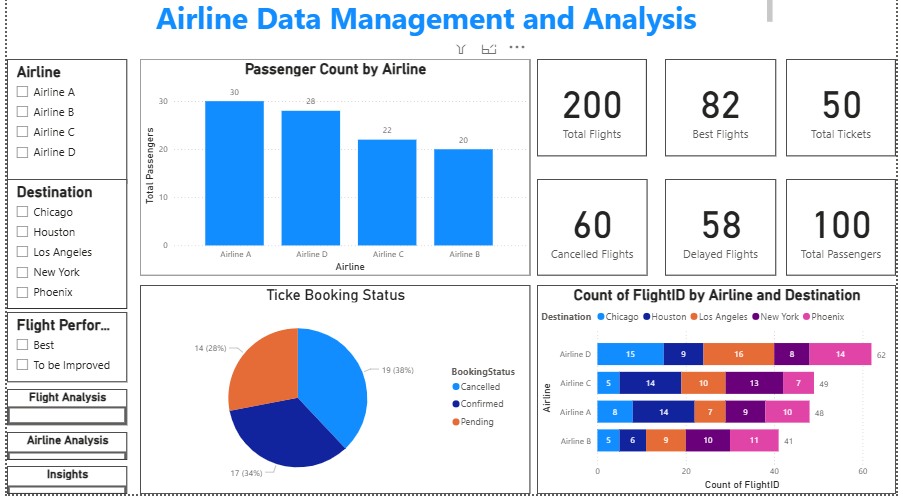 Airline Data Management and Analysis
Airline
Airline A
Airline B
Airline C
Airline D
Destination
Chicago
Houston
Los Angeles
New York
Phoenix
Flight Perfor...
Best
To be Improved
Flight Analysis
Airline Analysis
Insights
Passenger Count by Airline
Total Passengers
30
20
10
0
30
28
22
20
Airline A
Airline D
Airline C
Airline B
Airline
200
Total Flights
82
Best Flights
50
Total Tickets
60
Cancelled Flights
58
Delayed Flights
100
Total Passengers
Ticke Booking Status
14 (28%)
19 (38%)
17 (34%)
BookingStatus
Cancelled
Confirmed
Pending
Count of FlightID by Airline and Destination
Destination Chicago Houston Los Angeles New York Phoenix
Airline
Airline D 15 9 16 8 14 62
Airline C 5 14 10 13 7 49
Airline A 8 14 7 9 10 48
Airline B 5 6 9 10 11 41
0 20 40 60
Count of FlightID